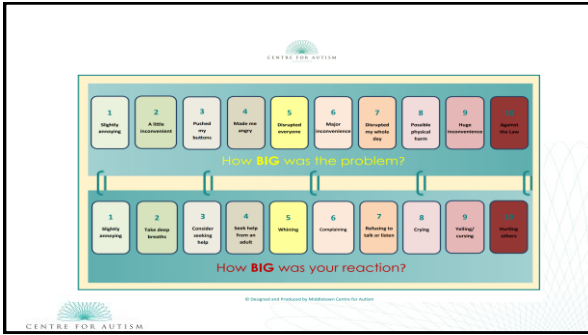 CENTRE FOR AUTISM
1 2 3 4 5 6 7 8 9 10
Slightly annoying
A little inconvenient
Pushed my buttons
Made me angry
Disrupted everyone
Major inconvenience
Disrupted my whole day
Possible physical harm
Huge inconvenience
Against the Law
How BIG was the problem?
1 2 3 4 5 6 7 8 9 10
Slightly annoying
Take deep breaths
Consider seeking help
Seek help from an adult
Whining
Complaining
Refusing to talk or listen
Crying
Yelling/ cursing
Hurting others
How BIG was your reaction?
© Designed and Produced by Middletown Centre for Autism
CENTRE FOR AUTISM